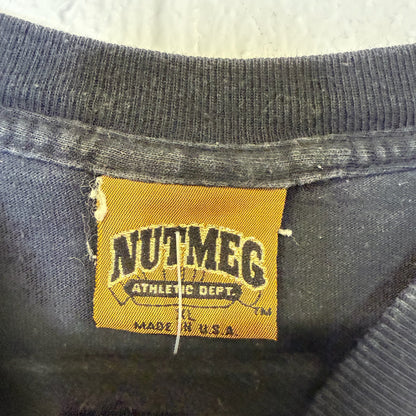 NUTMEG
ATHLETIC DEPT.
XL
TM
MADE IN U.S.A.